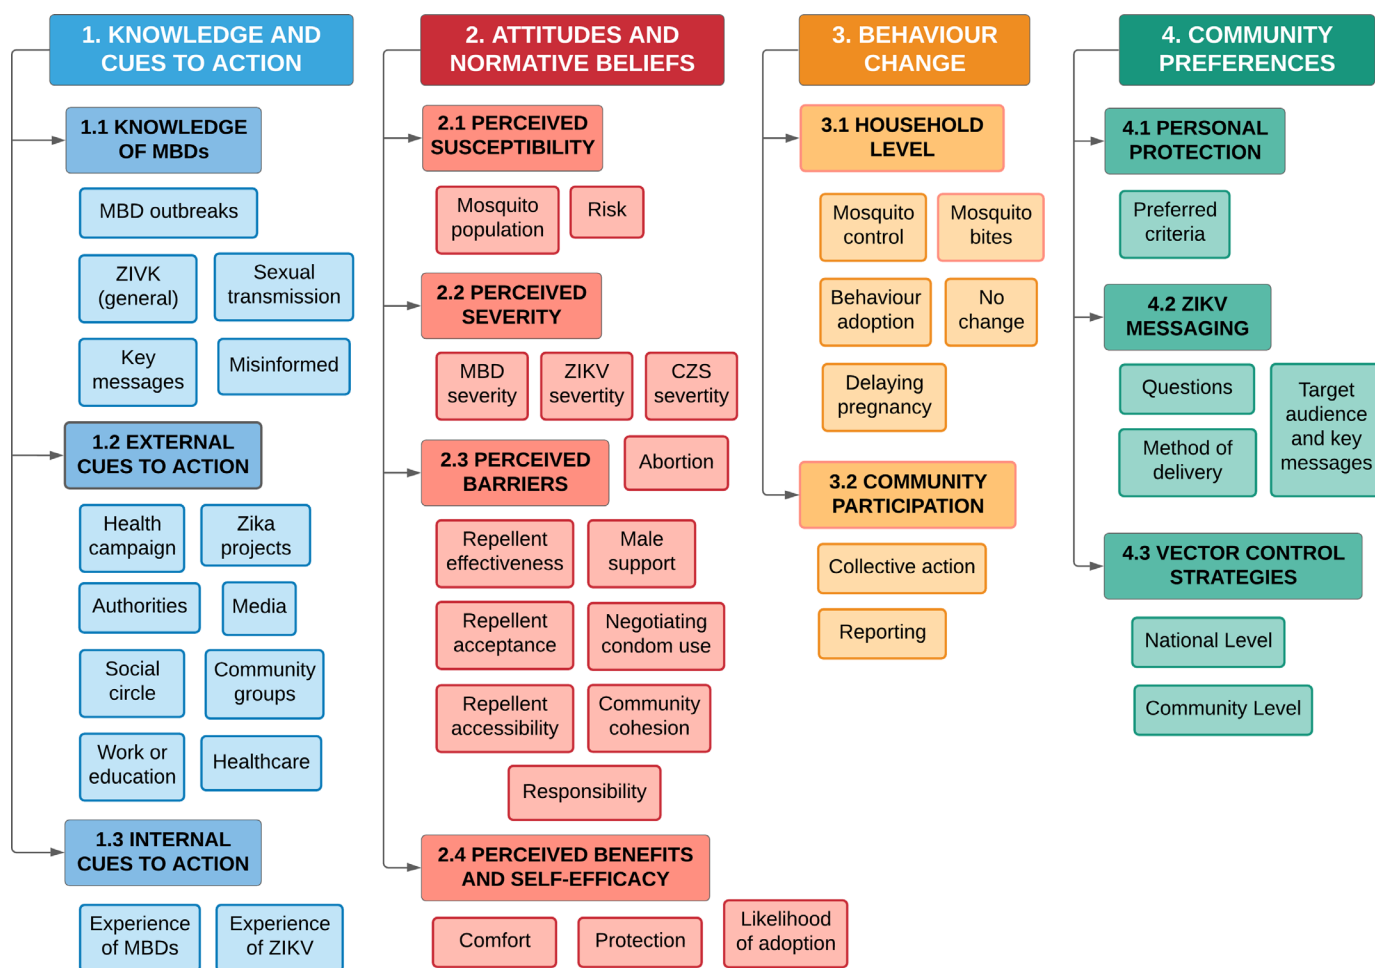 1. KNOWLEDGE AND
CUES TO ACTION
1.1 KNOWLEDGE
OF MBDs
MBD outbreaks
ZIVK
(general)
Sexual
transmission
Key
messages
Misinformed
1.2 EXTERNAL
CUES TO ACTION
Health
campaign
Zika
projects
Authorities
Media
Social
circle
Community
groups
Work or
education
Healthcare
1.3 INTERNAL
CUES TO ACTION
Experience
of MBDs
Experience
of ZIKV
2. ATTITUDES AND
NORMATIVE BELIEFS
2.1 PERCEIVED
SUSCEPTIBILITY
Mosquito
population
Risk
2.2 PERCEIVED
SEVERITY
MBD
severity
ZIKV
severtity
CZS
severtity
Abortion
2.3 PERCEIVED
BARRIERS
Repellent
effectiveness
Male
support
Repellent
acceptance
Negotiating
condom use
Repellent
accessibility
Community
cohesion
Responsibility
2.4 PERCEIVED BENEFITS
AND SELF-EFFICACY
Comfort
Protection
Likelihood
of adoption
3. BEHAVIOUR
CHANGE
3.1 HOUSEHOLD
LEVEL
Mosquito
control
Mosquito
bites
Behaviour
adoption
No
change
Delaying
pregnancy
3.2 COMMUNITY
PARTICIPATION
Collective action
Reporting
4. COMMUNITY
PREFERENCES
4.1 PERSONAL
PROTECTION
Preferred
criteria
4.2 ZIKV
MESSAGING
Questions
Method of
delivery
Target
audience
and key
messages
4.3 VECTOR CONTROL
STRATEGIES
National Level
Community Level